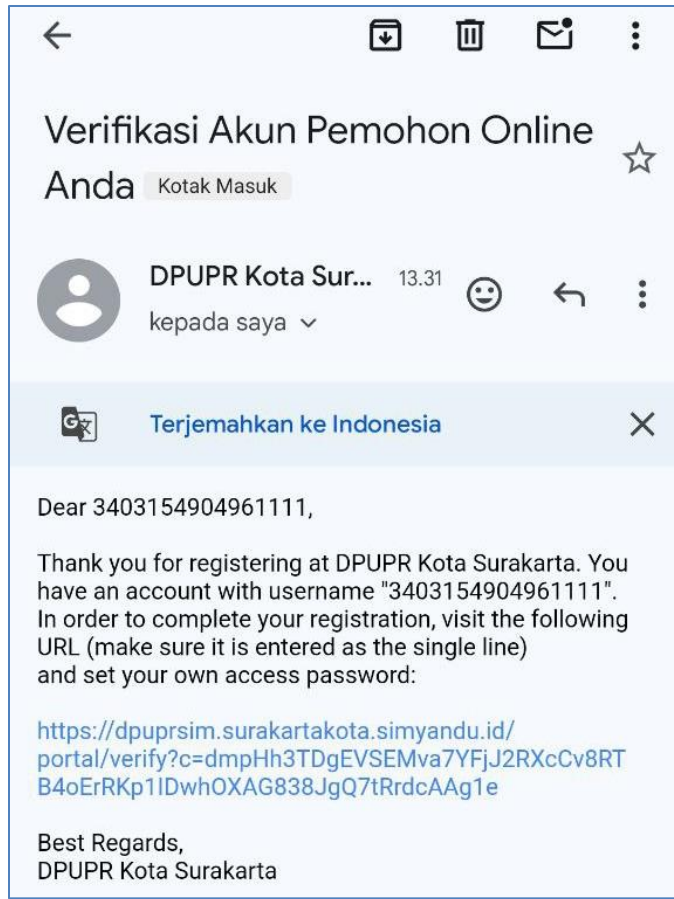 Verifikasi Akun Pemohon Online
Anda Kotak Masuk
DPUPR Kota Sur... 13.31
kepada saya
Terjemahkan ke Indonesia
Dear 3403154904961111,
Thank you for registering at DPUPR Kota Surakarta. You
have an account with username "3403154904961111".
In order to complete your registration, visit the following
URL (make sure it is entered as the single line)
and set your own access password:
https://dpuprsim.surakartakota.simyandu.id/
portal/verify?c=dmpHh3TDgEVSEMva7YFjJ2RXcCv8RT
B4oErRKp1IDwhOXAG838JgQ7tRrdcAAg1e
Best Regards,
DPUPR Kota Surakarta